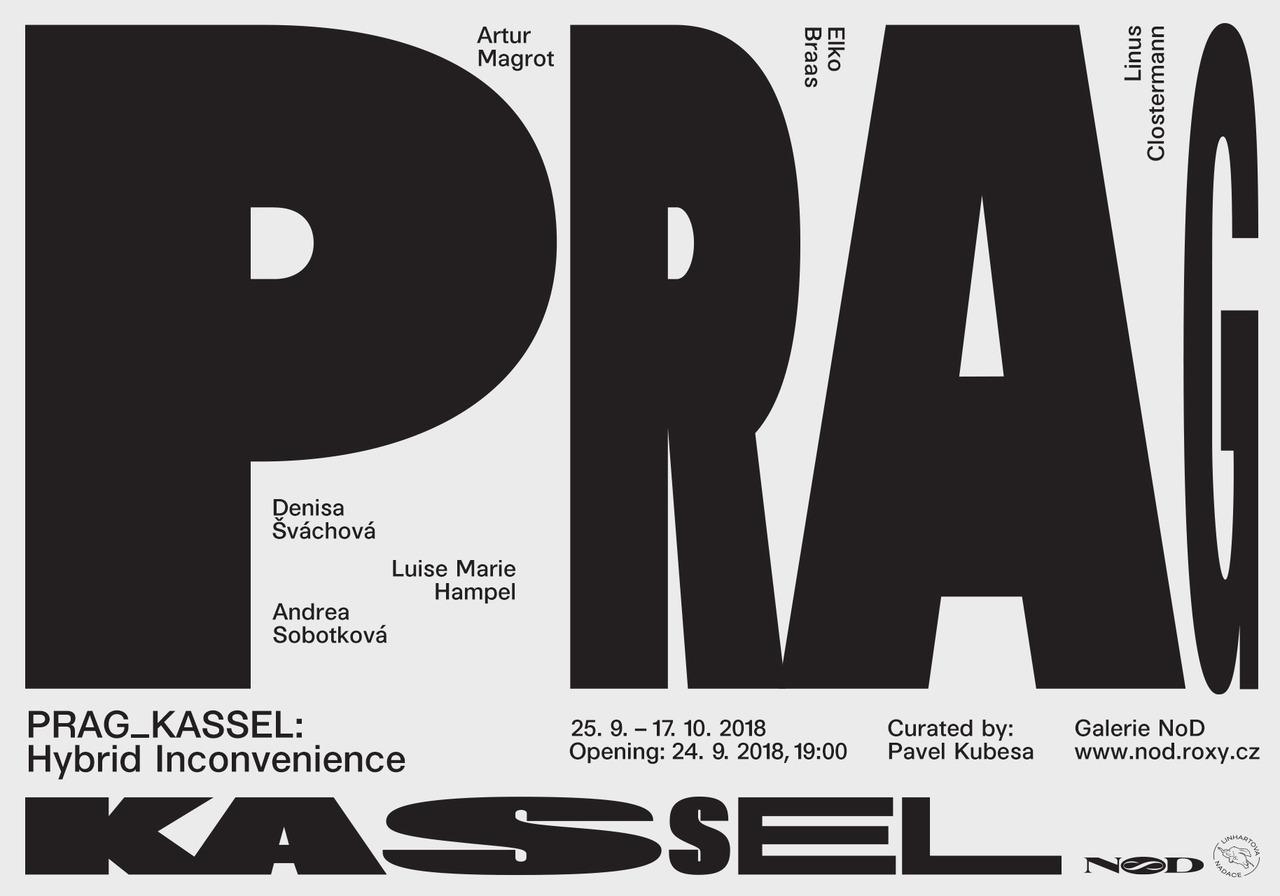 PRAG
Artur
Magrot
Elko
Braas
Linus
Clostermann
Denisa
Šváchová
Luise Marie
Hampel
Andrea
Sobotková
PRAG_KASSEL:
Hybrid Inconvenience
25. 9. – 17. 10. 2018
Opening: 24. 9. 2018, 19:00
Curated by:
Pavel Kubesa
Galerie NoD
www.nod.roxy.cz
KASSEL
NOD
LINHARTOVA
NADACE